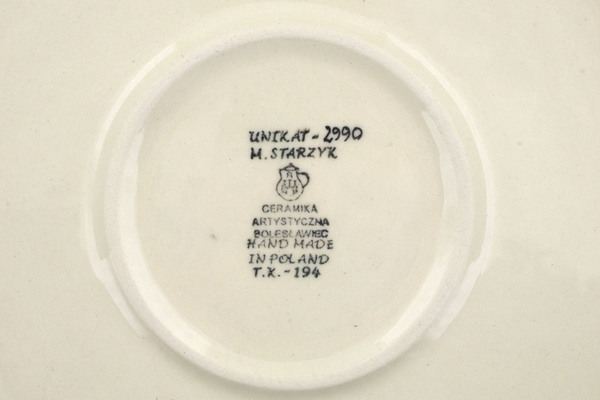 UNIKAT - 2990
M. STARZYK
CERAMIKA
ARTYSTYCZNA
BOLESŁAWIEC
HAND MADE
IN POLAND
T.K. - 194